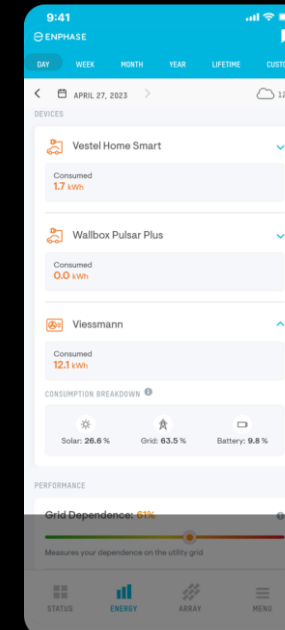 9:41
ENPHASE
DAY WEEK MONTH YEAR LIFETIME CUSTO
APRIL 27, 2023 12
DEVICES
Vestel Home Smart
Consumed
1.7 kWh
Wallbox Pulsar Plus
Consumed
0.0 kWh
Viessmann
Consumed
12.1 kWh
CONSUMPTION BREAKDOWN
Solar: 26.6 % Grid: 63.5 % Battery: 9.8 %
PERFORMANCE
Grid Dependence: 61%
Measures your dependence on the utility grid
STATUS ENERGY ARRAY MENU